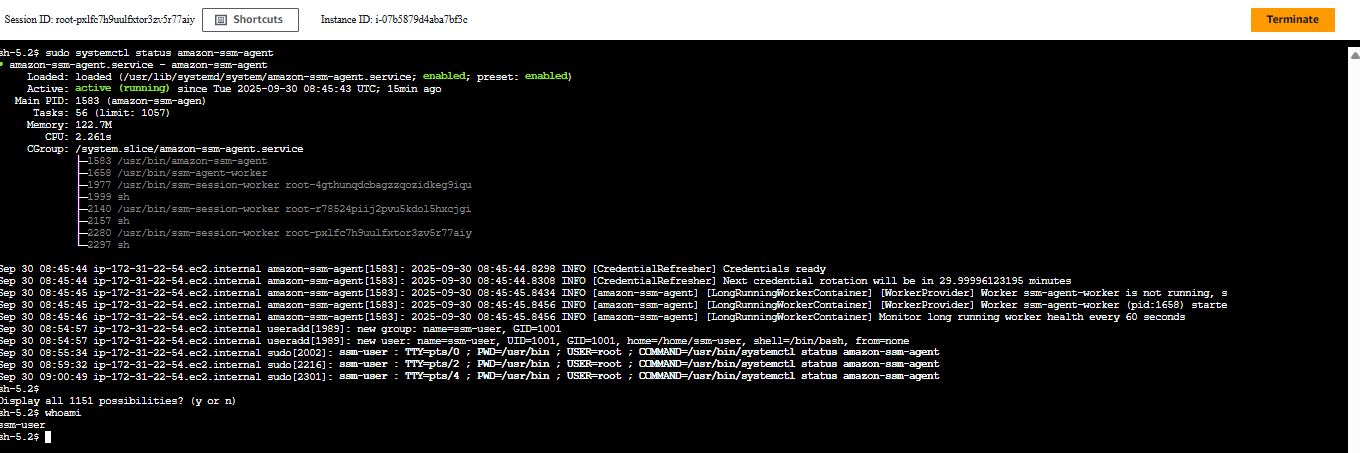 Session ID: root-pxlfc7h9uulfxtor3zv5r77aiy Shortcuts Instance ID: i-07b5879d4aba7bf3c Terminate
sh-5.2$ sudo systemctl status amazon-ssm-agent
● amazon-ssm-agent.service - amazon-ssm-agent
Loaded: loaded (/usr/lib/systemd/system/amazon-ssm-agent.service; enabled; preset: enabled)
Active: active (running) since Tue 2025-09-30 08:45:43 UTC; 15min ago
Main PID: 1583 (amazon-ssm-agen)
Tasks: 56 (limit: 1057)
Memory: 122.7M
CPU: 2.261s
CGroup: /system.slice/amazon-ssm-agent.service
├─1583 /usr/bin/amazon-ssm-agent
├─1658 /usr/bin/ssm-agent-worker
├─1977 /usr/bin/ssm-session-worker root-4gthunqdcbagzzqozidkeg9iqu
├─1999 sh
├─2140 /usr/bin/ssm-session-worker root-r78524piij2pvu5kdol5hxcjgi
├─2157 sh
├─2280 /usr/bin/ssm-session-worker root-pxlfc7h9uulfxtor3zv5r77aiy
└─2297 sh
Sep 30 08:45:44 ip-172-31-22-54.ec2.internal amazon-ssm-agent[1583]: 2025-09-30 08:45:44.8298 INFO [CredentialRefresher] Credentials ready
Sep 30 08:45:44 ip-172-31-22-54.ec2.internal amazon-ssm-agent[1583]: 2025-09-30 08:45:44.8308 INFO [CredentialRefresher] Next credential rotation will be in 29.99996123195 minutes
Sep 30 08:45:45 ip-172-31-22-54.ec2.internal amazon-ssm-agent[1583]: 2025-09-30 08:45:45.8434 INFO [amazon-ssm-agent] [LongRunningWorkerContainer] [WorkerProvider] Worker ssm-agent-worker is not running, s
Sep 30 08:45:45 ip-172-31-22-54.ec2.internal amazon-ssm-agent[1583]: 2025-09-30 08:45:45.8456 INFO [amazon-ssm-agent] [LongRunningWorkerContainer] [WorkerProvider] Worker ssm-agent-worker (pid:1658) starte
Sep 30 08:45:46 ip-172-31-22-54.ec2.internal amazon-ssm-agent[1583]: 2025-09-30 08:45:45.8456 INFO [amazon-ssm-agent] [LongRunningWorkerContainer] Monitor long running worker health every 60 seconds
Sep 30 08:54:57 ip-172-31-22-54.ec2.internal useradd[1989]: new group: name=ssm-user, GID=1001
Sep 30 08:54:57 ip-172-31-22-54.ec2.internal useradd[1989]: new user: name=ssm-user, UID=1001, GID=1001, home=/home/ssm-user, shell=/bin/bash, from=none
Sep 30 08:55:34 ip-172-31-22-54.ec2.internal sudo[2002]: ssm-user : TTY=pts/0 ; PWD=/usr/bin ; USER=root ; COMMAND=/usr/bin/systemctl status amazon-ssm-agent
Sep 30 08:59:32 ip-172-31-22-54.ec2.internal sudo[2216]: ssm-user : TTY=pts/2 ; PWD=/usr/bin ; USER=root ; COMMAND=/usr/bin/systemctl status amazon-ssm-agent
Sep 30 09:00:49 ip-172-31-22-54.ec2.internal sudo[2301]: ssm-user : TTY=pts/4 ; PWD=/usr/bin ; USER=root ; COMMAND=/usr/bin/systemctl status amazon-ssm-agent
sh-5.2$
Display all 1151 possibilities? (y or n)
sh-5.2$ whoami
ssm-user
sh-5.2$